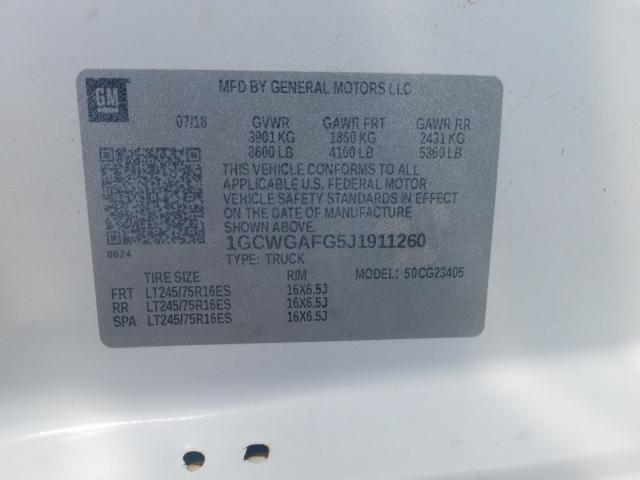 GM
MFD BY GENERAL MOTORS LLC
07/18 GVWR GAWR FRT GAWR RR
3901 KG 1860 KG 2431 KG
8600 LB 4100 LB 5360 LB
THIS VEHICLE CONFORMS TO ALL
APPLICABLE U.S. FEDERAL MOTOR
VEHICLE SAFETY STANDARDS IN EFFECT
ON THE DATE OF MANUFACTURE
SHOWN ABOVE.
8624
1GCWGAFG5J1911260
TYPE: TRUCK
TIRE SIZE RIM MODEL: 50CG23405
FRT LT245/75R16ES 16X6.5J
RR LT245/75R16ES 16X6.5J
SPA LT245/75R16ES 16X6.5J